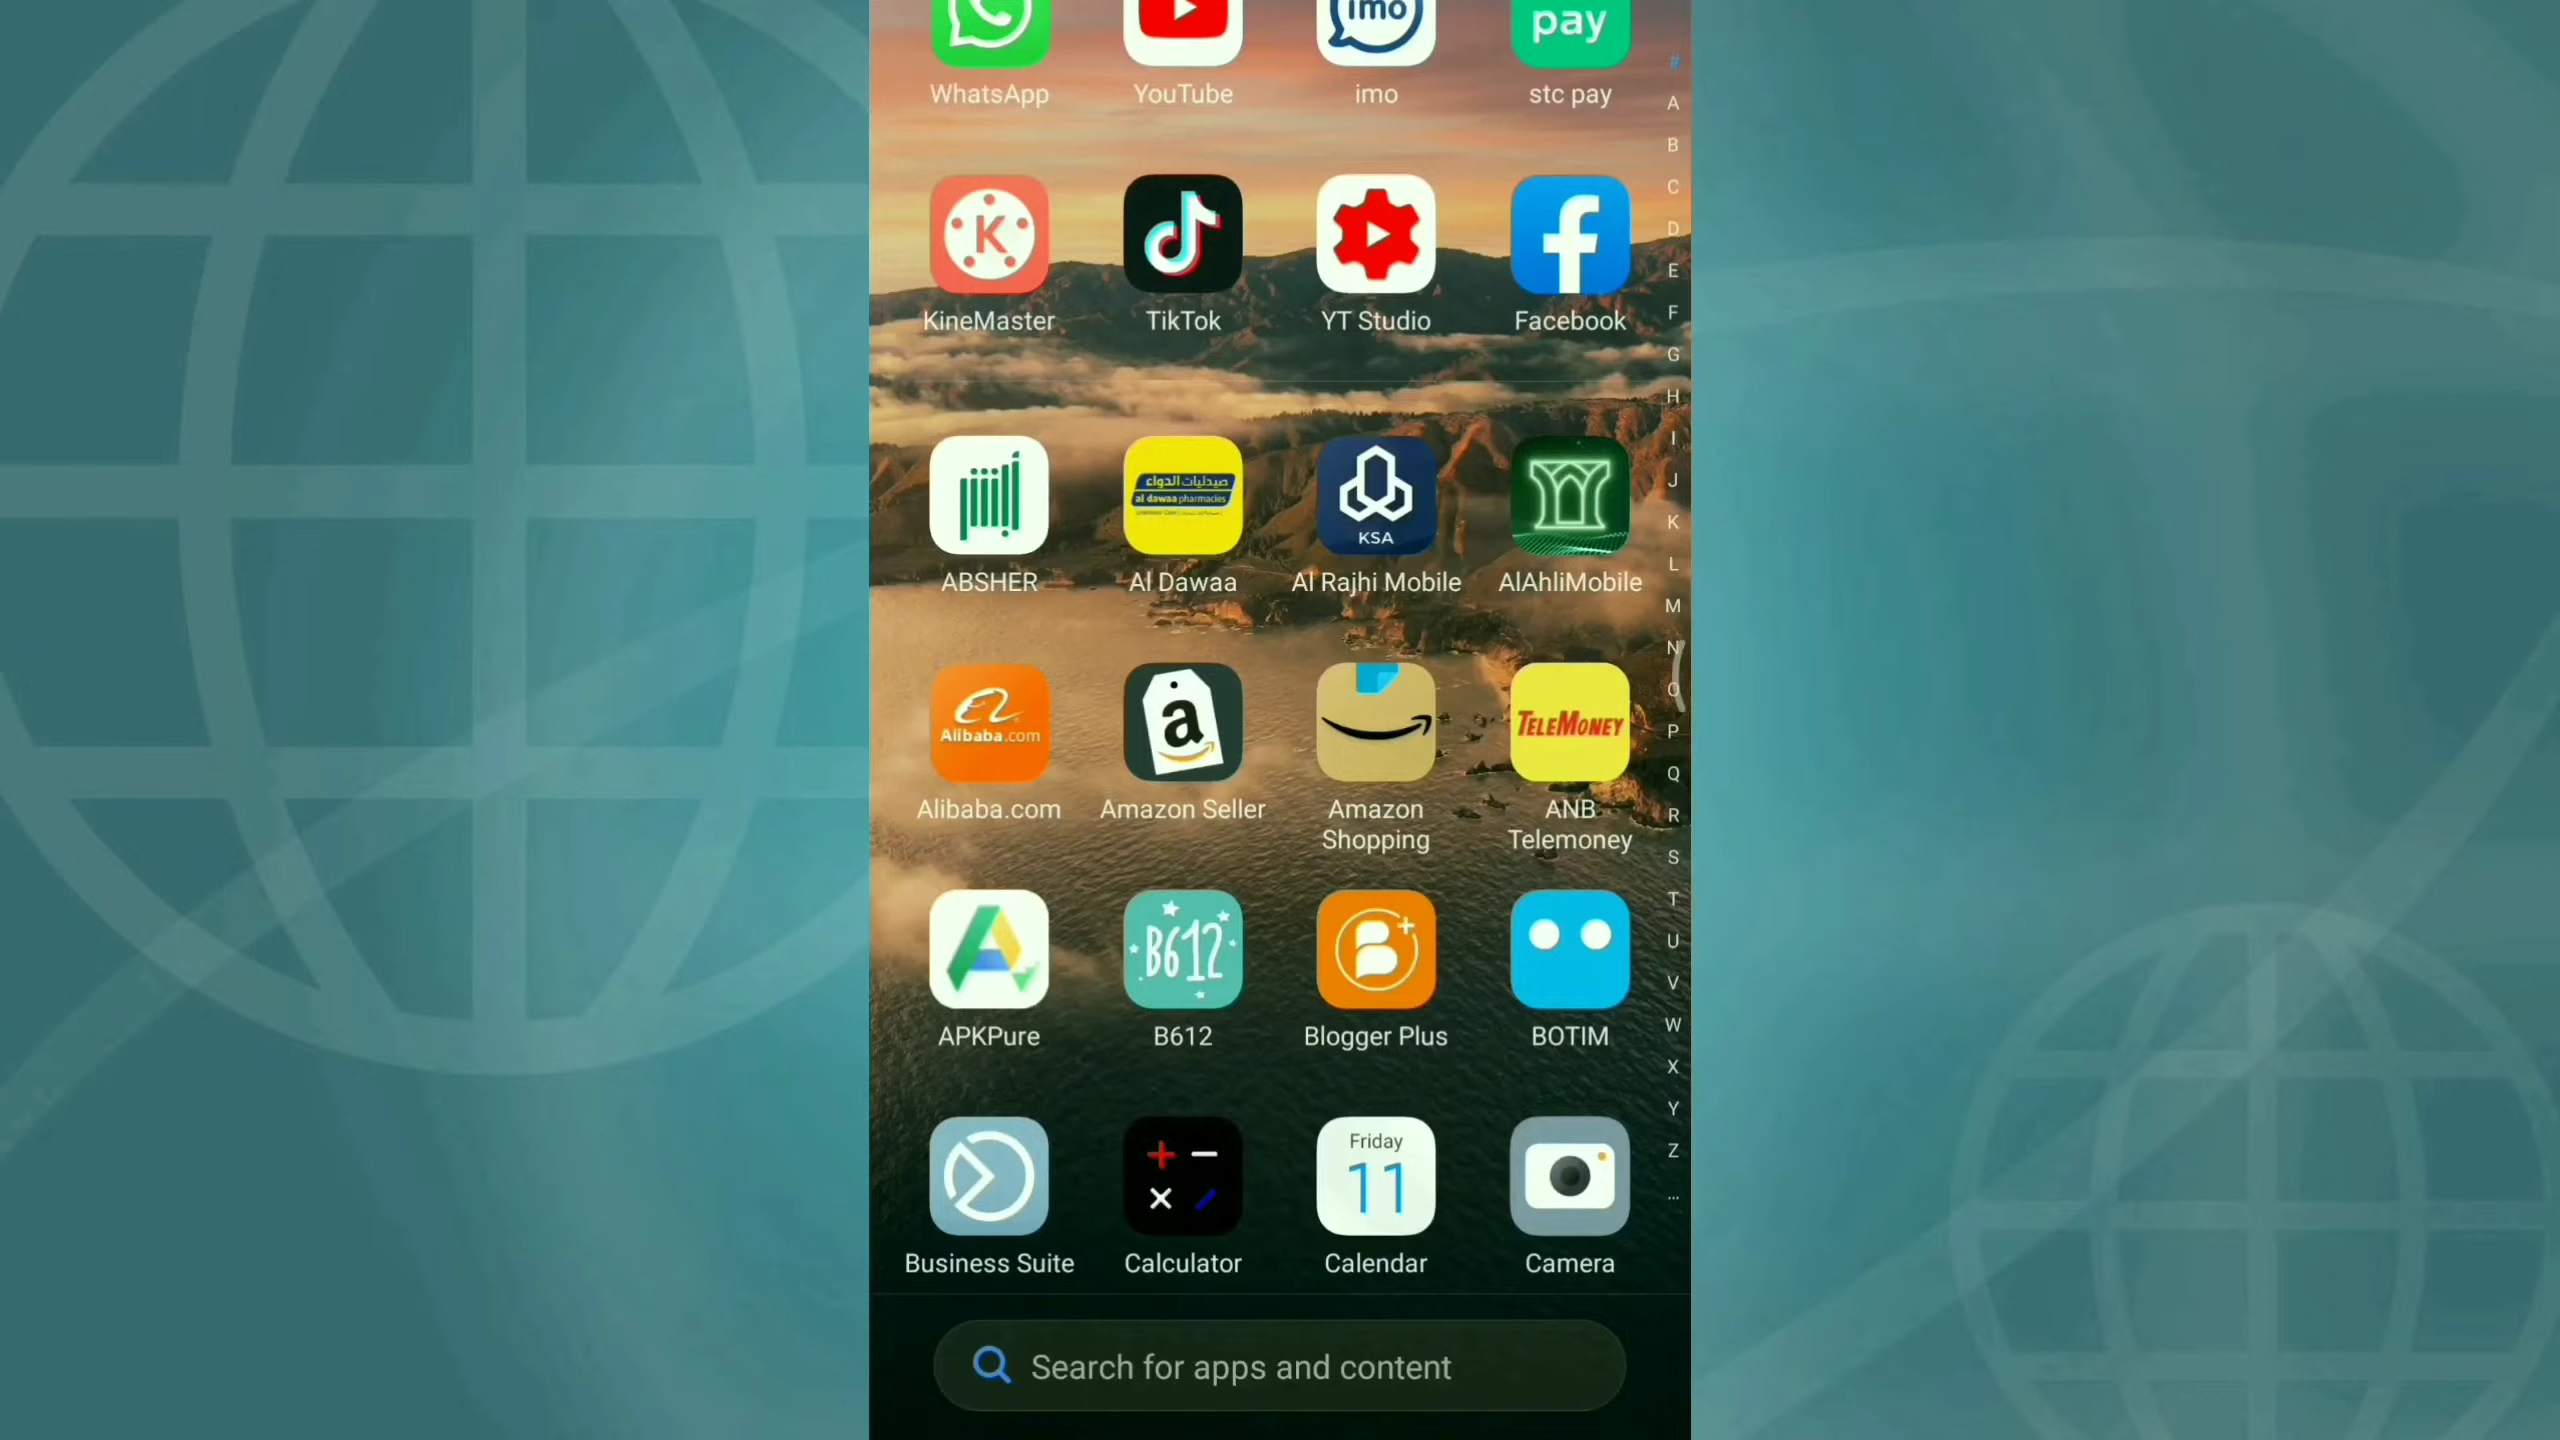 imo
pay
WhatsApp YouTube imo stc pay
#
A
B
C
D
E
F
G
H
I
J
K
L
M
N
O
P
Q
R
S
T
U
V
W
X
Y
Z
...
K
KineMaster TikTok YT Studio Facebook
أبشر
صيدليات الدواء
al dawaa pharmacies
KSA
ABSHER Al Dawaa Al Rajhi Mobile AlAhliMobile
Alibaba.com
a
TELEMONEY
Alibaba.com Amazon Seller Amazon Shopping ANB Telemoney
B612
B+
APKPure B612 Blogger Plus BOTIM
Friday
11
Business Suite Calculator Calendar Camera
Search for apps and content